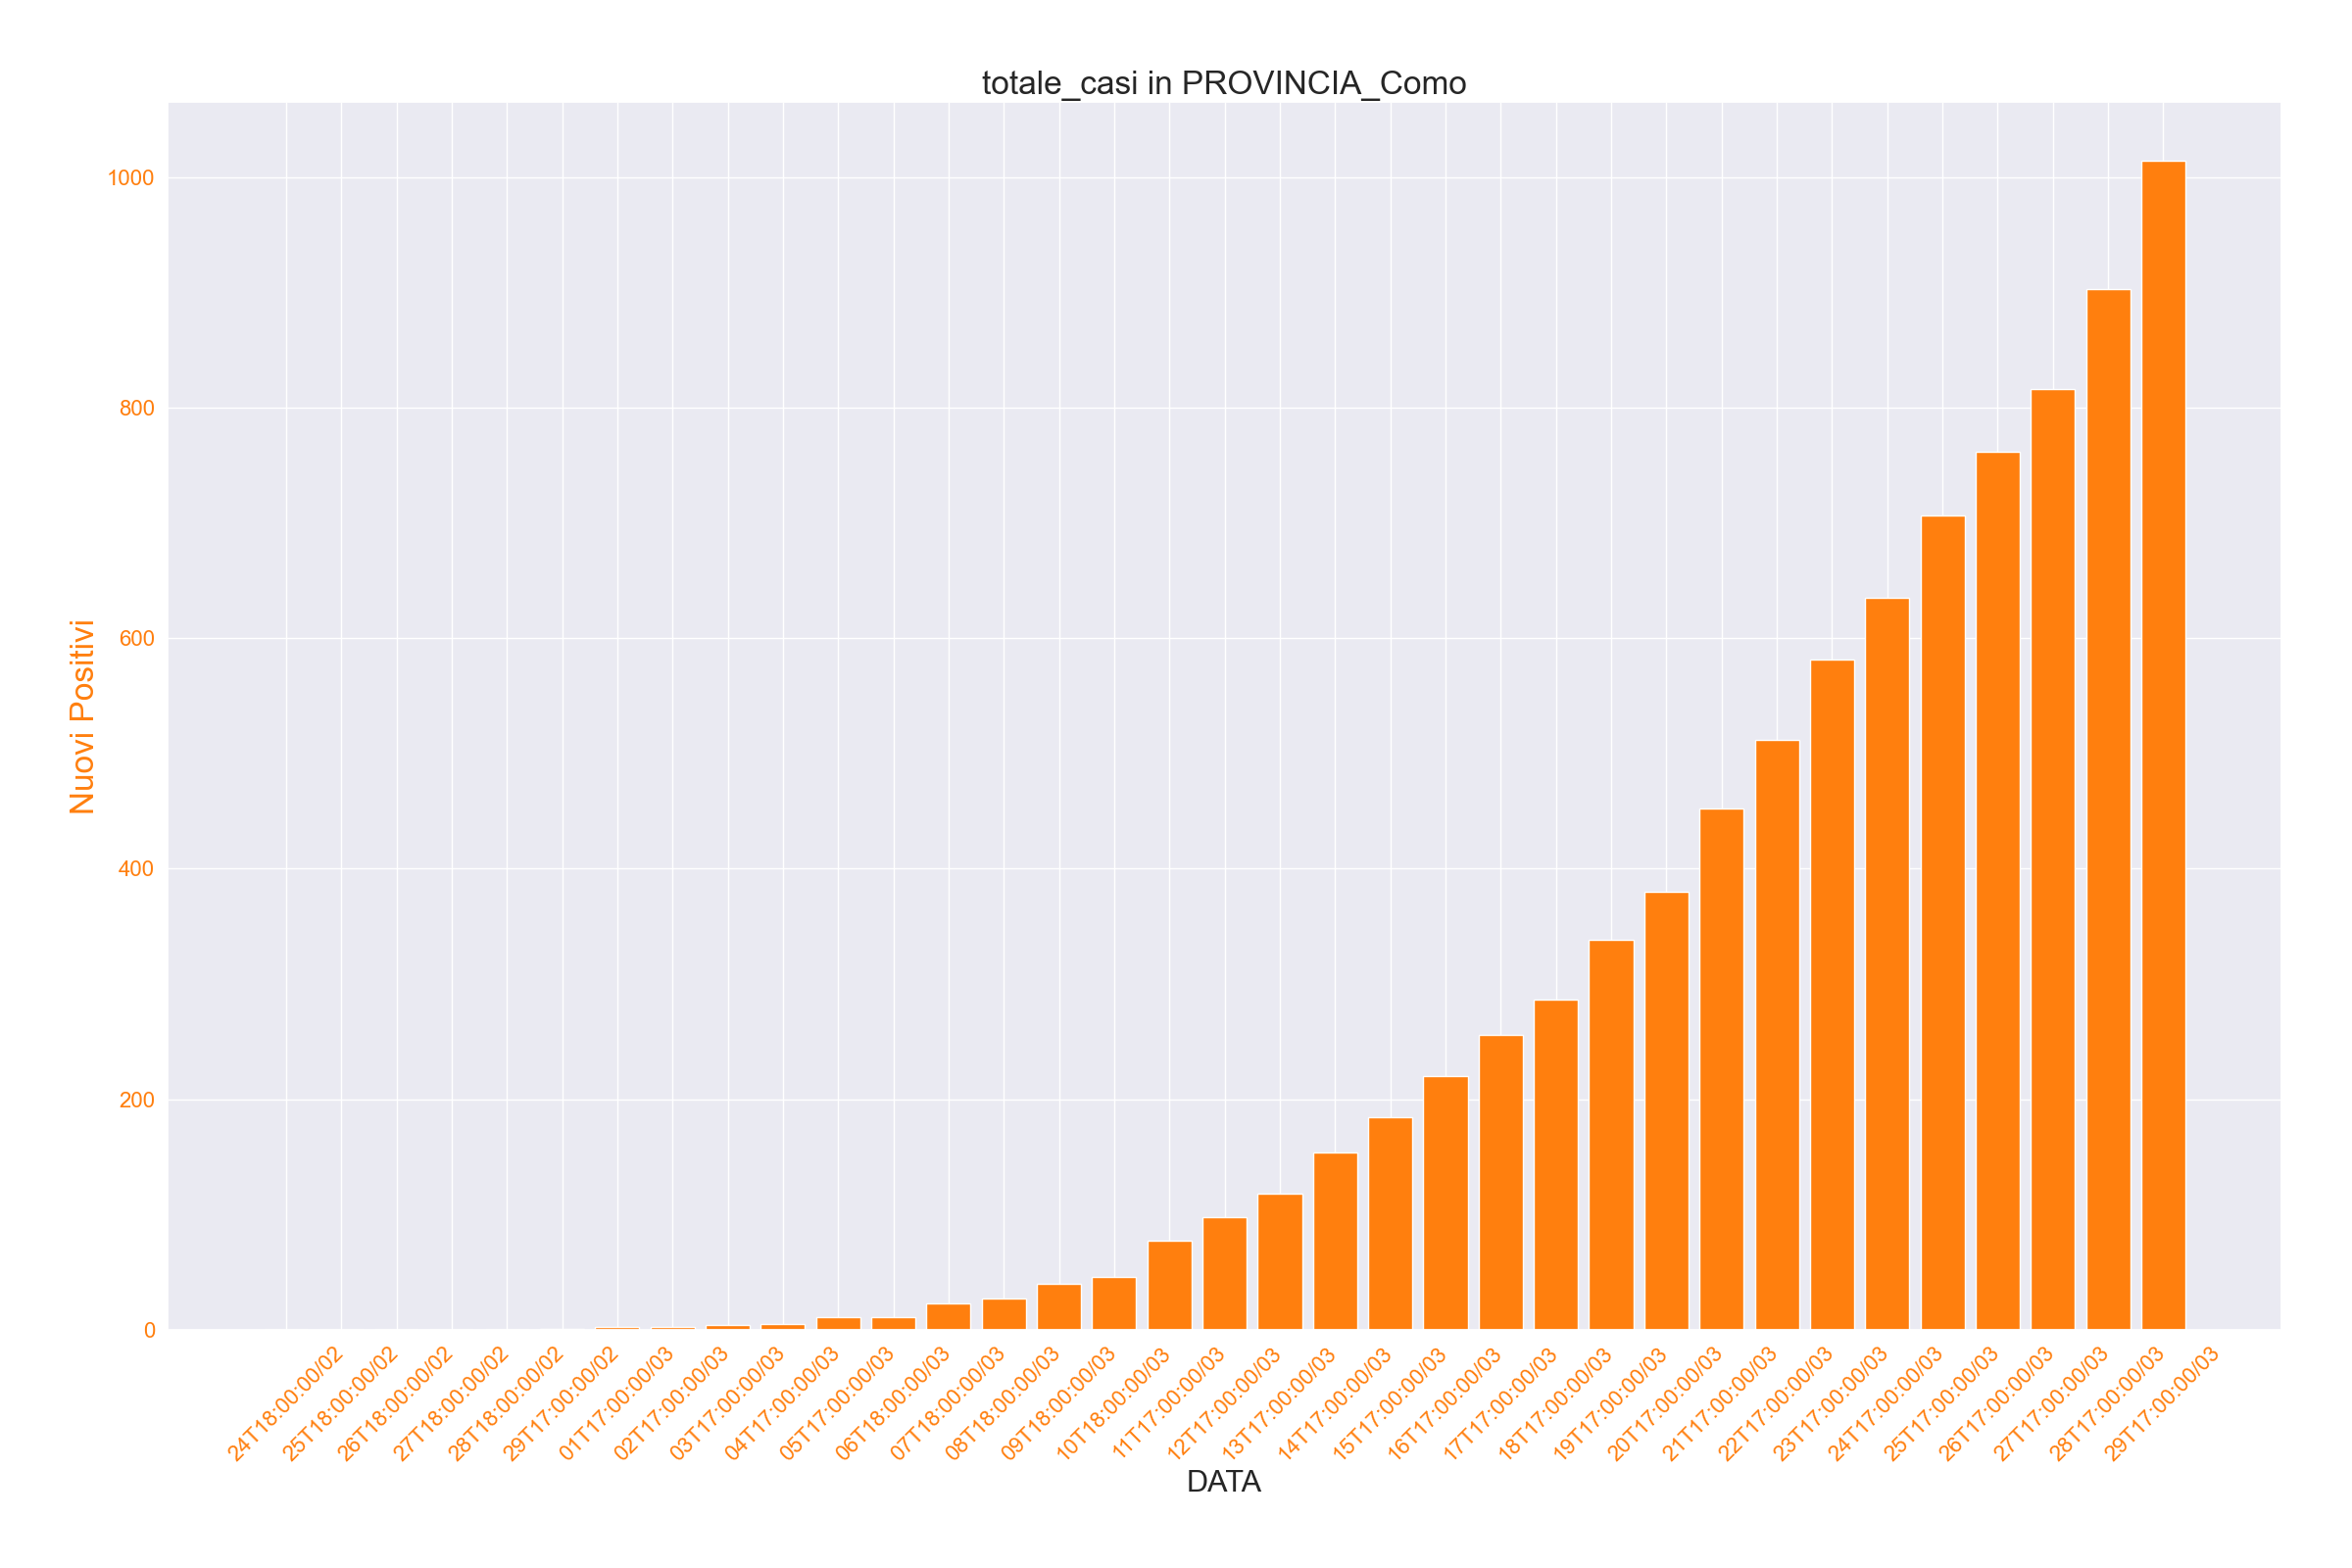 totale_casi in PROVINCIA_Como
Nuovi Positivi
1000
800
600
400
200
0
24T18:00:00/02
25T18:00:00/02
26T18:00:00/02
27T18:00:00/02
28T18:00:00/02
29T17:00:00/02
01T17:00:00/03
02T17:00:00/03
03T17:00:00/03
04T17:00:00/03
05T17:00:00/03
06T18:00:00/03
07T18:00:00/03
08T18:00:00/03
09T18:00:00/03
10T18:00:00/03
11T17:00:00/03
12T17:00:00/03
13T17:00:00/03
14T17:00:00/03
15T17:00:00/03
16T17:00:00/03
17T17:00:00/03
18T17:00:00/03
19T17:00:00/03
20T17:00:00/03
21T17:00:00/03
22T17:00:00/03
23T17:00:00/03
24T17:00:00/03
25T17:00:00/03
26T17:00:00/03
27T17:00:00/03
28T17:00:00/03
29T17:00:00/03
DATA